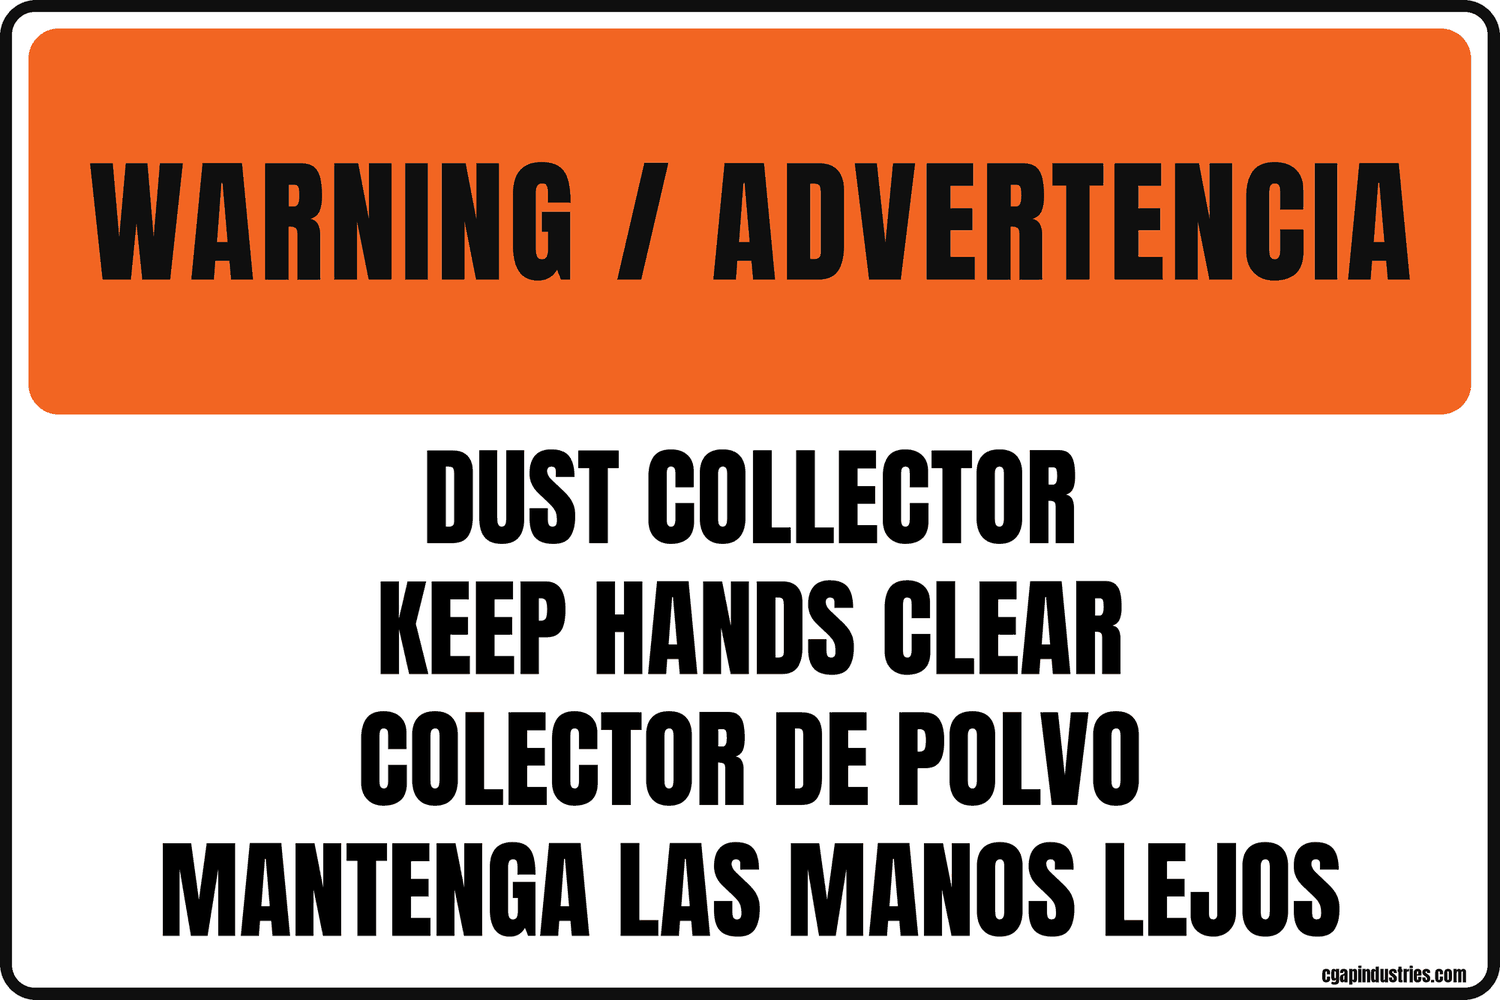 WARNING / ADVERTENCIA
DUST COLLECTOR
KEEP HANDS CLEAR
COLECTOR DE POLVO
MANTENGA LAS MANOS LEJOS
cgapindustries.com